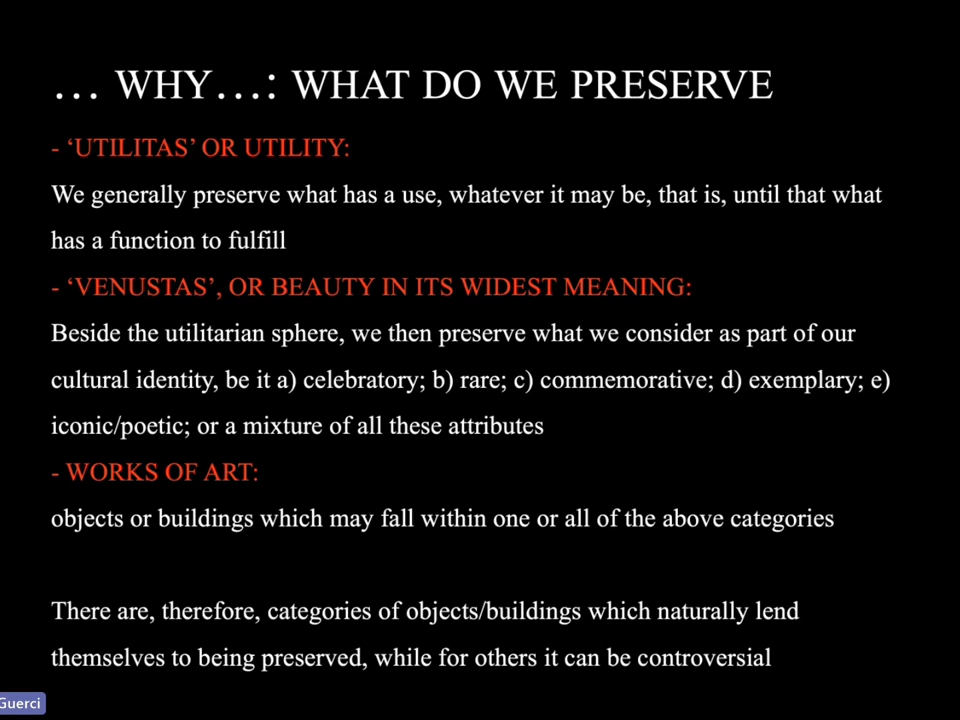 … WHY…: WHAT DO WE PRESERVE
- ‘UTILITAS’ OR UTILITY:
We generally preserve what has a use, whatever it may be, that is, until that what
has a function to fulfill
- ‘VENUSTAS’, OR BEAUTY IN ITS WIDEST MEANING:
Beside the utilitarian sphere, we then preserve what we consider as part of our
cultural identity, be it a) celebratory; b) rare; c) commemorative; d) exemplary; e)
iconic/poetic; or a mixture of all these attributes
- WORKS OF ART:
objects or buildings which may fall within one or all of the above categories
There are, therefore, categories of objects/buildings which naturally lend
themselves to being preserved, while for others it can be controversial
Guerci